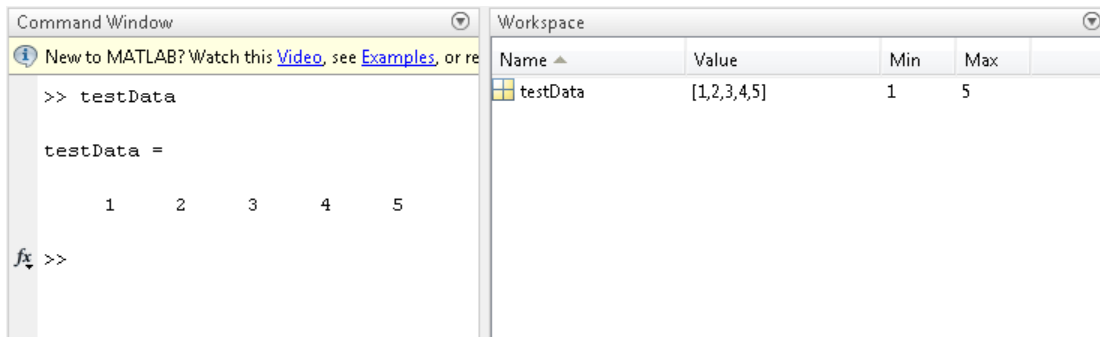 Command Window
New to MATLAB? Watch this Video, see Examples, or re
>> testData
testData =
1 2 3 4 5
fx >>
Workspace
Name Value Min Max
testData [1,2,3,4,5] 1 5